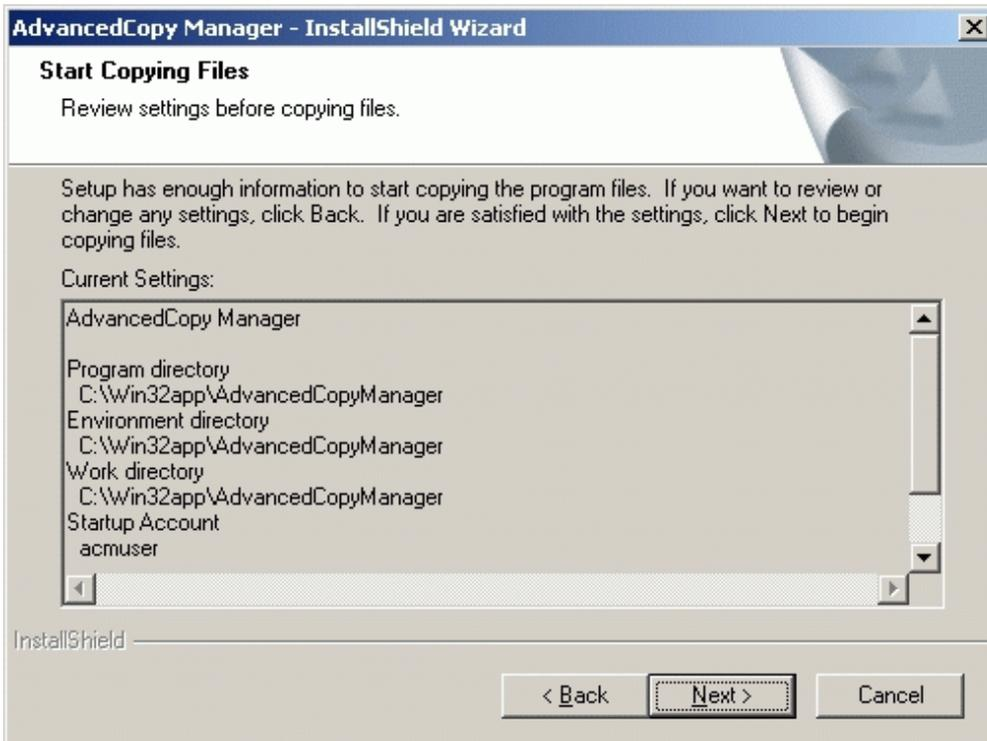 AdvancedCopy Manager - InstallShield Wizard
Start Copying Files
Review settings before copying files.
Setup has enough information to start copying the program files.  If you want to review or
change any settings, click Back.  If you are satisfied with the settings, click Next to begin
copying files.
Current Settings:
AdvancedCopy Manager
Program directory
C:\Win32app\AdvancedCopyManager
Environment directory
C:\Win32app\AdvancedCopyManager
Work directory
C:\Win32app\AdvancedCopyManager
Startup Account
acmuser
InstallShield
< Back
Next >
Cancel